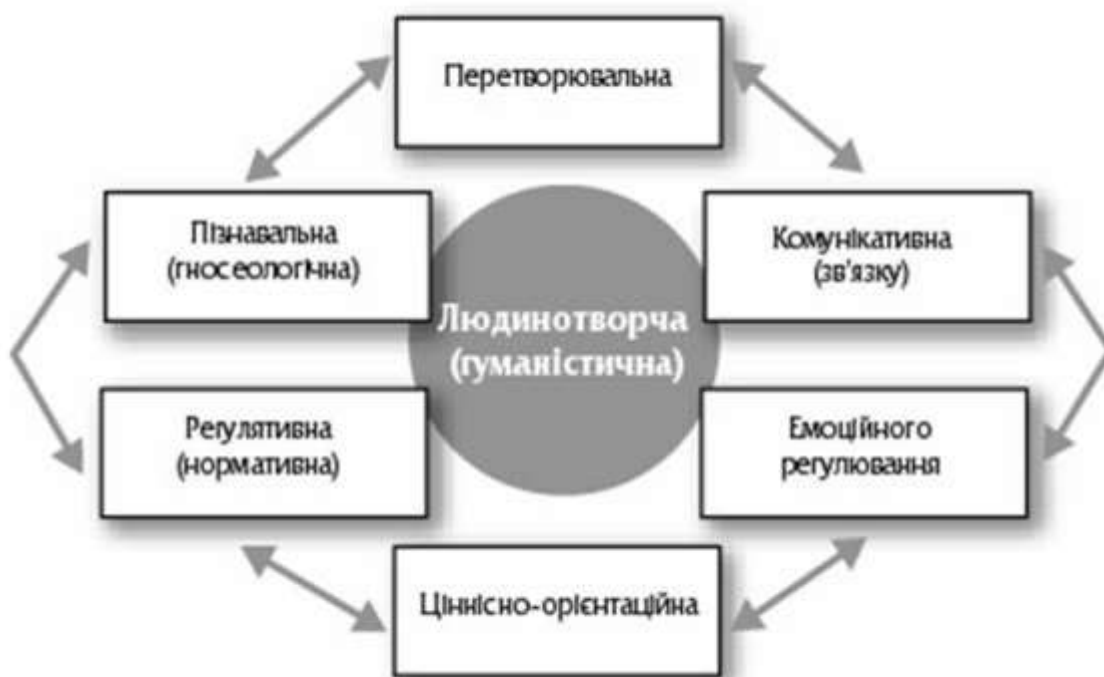 Перетворювальна
Пізнавальна
(гносеологічна)
Комунікативна
(зв'язку)
Людинотворча
(гуманістична)
Регулятивна
(нормативна)
Емоційного
регулювання
Ціннісно-орієнтаційна